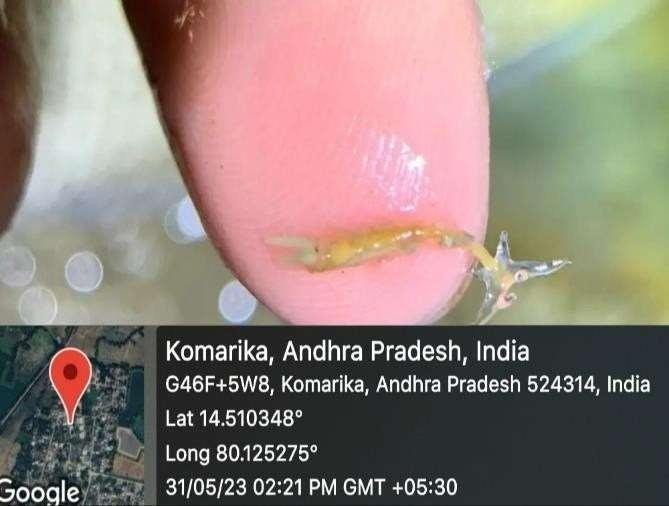 Komarika, Andhra Pradesh, India
G46F+5W8, Komarika, Andhra Pradesh 524314, India
Lat 14.510348°
Long 80.125275°
31/05/23 02:21 PM GMT +05:30
Google